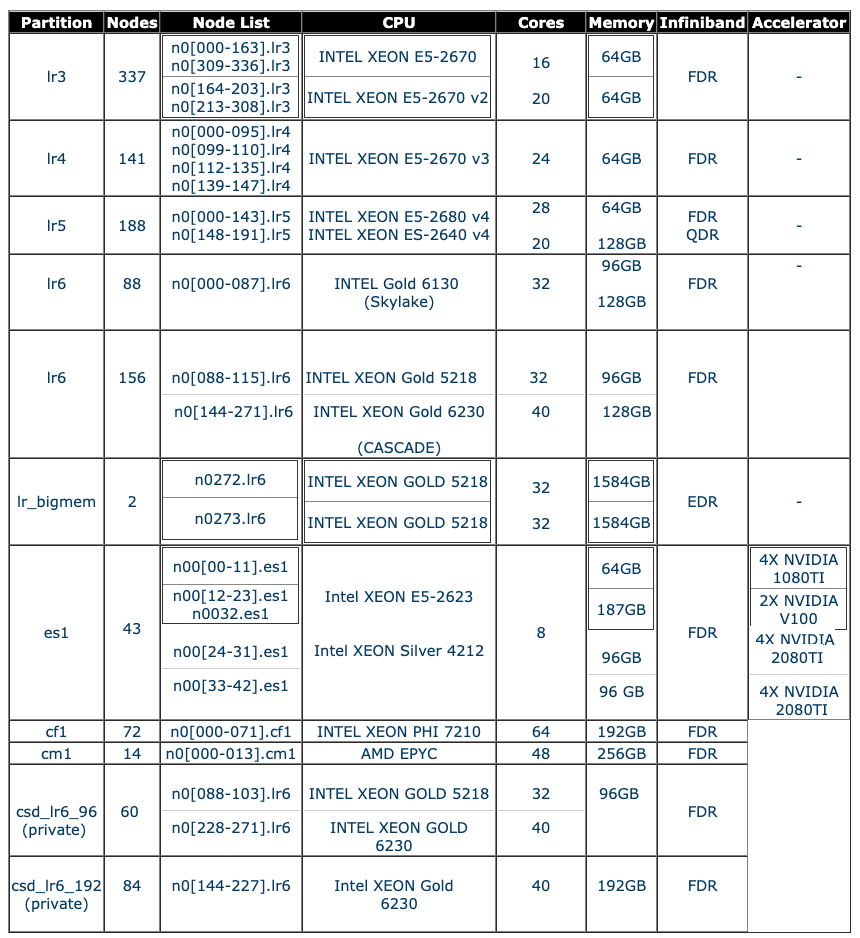 Partition Nodes Node List CPU Cores Memory Infiniband Accelerator
lr3 337 n0[000-163].lr3 INTEL XEON E5-2670 16 64GB FDR -
n0[309-336].lr3
n0[164-203].lr3 INTEL XEON E5-2670 v2 20 64GB
n0[213-308].lr3
lr4 141 n0[000-095].lr4 INTEL XEON E5-2670 v3 24 64GB FDR -
n0[099-110].lr4
n0[112-135].lr4
n0[139-147].lr4
lr5 188 n0[000-143].lr5 INTEL XEON E5-2680 v4 28 64GB FDR -
n0[148-191].lr5 INTEL XEON ES-2640 v4 20 128GB QDR
lr6 88 n0[000-087].lr6 INTEL Gold 6130 32 96GB FDR -
(Skylake) 128GB
lr6 156 n0[088-115].lr6 INTEL XEON Gold 5218 32 96GB FDR
n0[144-271].lr6 INTEL XEON Gold 6230 40 128GB
(CASCADE)
lr_bigmem 2 n0272.lr6 INTEL XEON GOLD 5218 32 1584GB EDR -
n0273.lr6 INTEL XEON GOLD 5218 32 1584GB
es1 43 n00[00-11].es1 Intel XEON E5-2623 8 64GB FDR 4X NVIDIA
1080TI
n00[12-23].es1 187GB 2X NVIDIA
n0032.es1 V100
n00[24-31].es1 Intel XEON Silver 4212 96GB 4X NVIDIA
2080TI
n00[33-42].es1 96 GB 4X NVIDIA
2080TI
cf1 72 n0[000-071].cf1 INTEL XEON PHI 7210 64 192GB FDR
cm1 14 n0[000-013].cm1 AMD EPYC 48 256GB FDR
csd_lr6_96 60 n0[088-103].lr6 INTEL XEON GOLD 5218 32 96GB FDR
(private) n0[228-271].lr6 INTEL XEON GOLD 40
6230
csd_lr6_192 84 n0[144-227].lr6 Intel XEON Gold 40 192GB FDR
(private) 6230